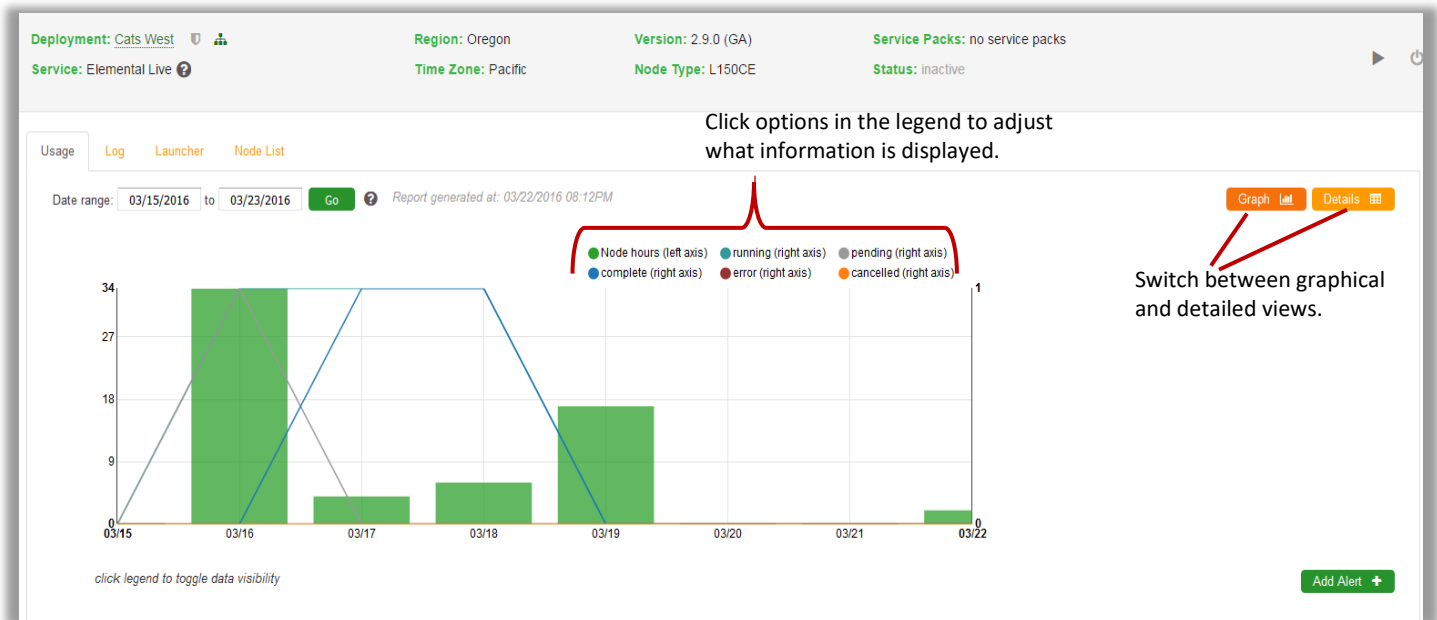 Deployment: Cats West Region: Oregon Version: 2.9.0 (GA) Service Packs: no service packs
Service: Elemental Live ? Time Zone: Pacific Node Type: L150CE Status: inactive
Click options in the legend to adjust
what information is displayed.
Usage Log Launcher Node List
Date range: 03/15/2016 to 03/23/2016 Go ? Report generated at: 03/22/2016 08:12PM Graph Details
Node hours (left axis) running (right axis) pending (right axis)
complete (right axis) error (right axis) cancelled (right axis)
Switch between graphical
and detailed views.
34 1
27
18
9
0 0
03/15 03/16 03/17 03/18 03/19 03/20 03/21 03/22
click legend to toggle data visibility Add Alert +